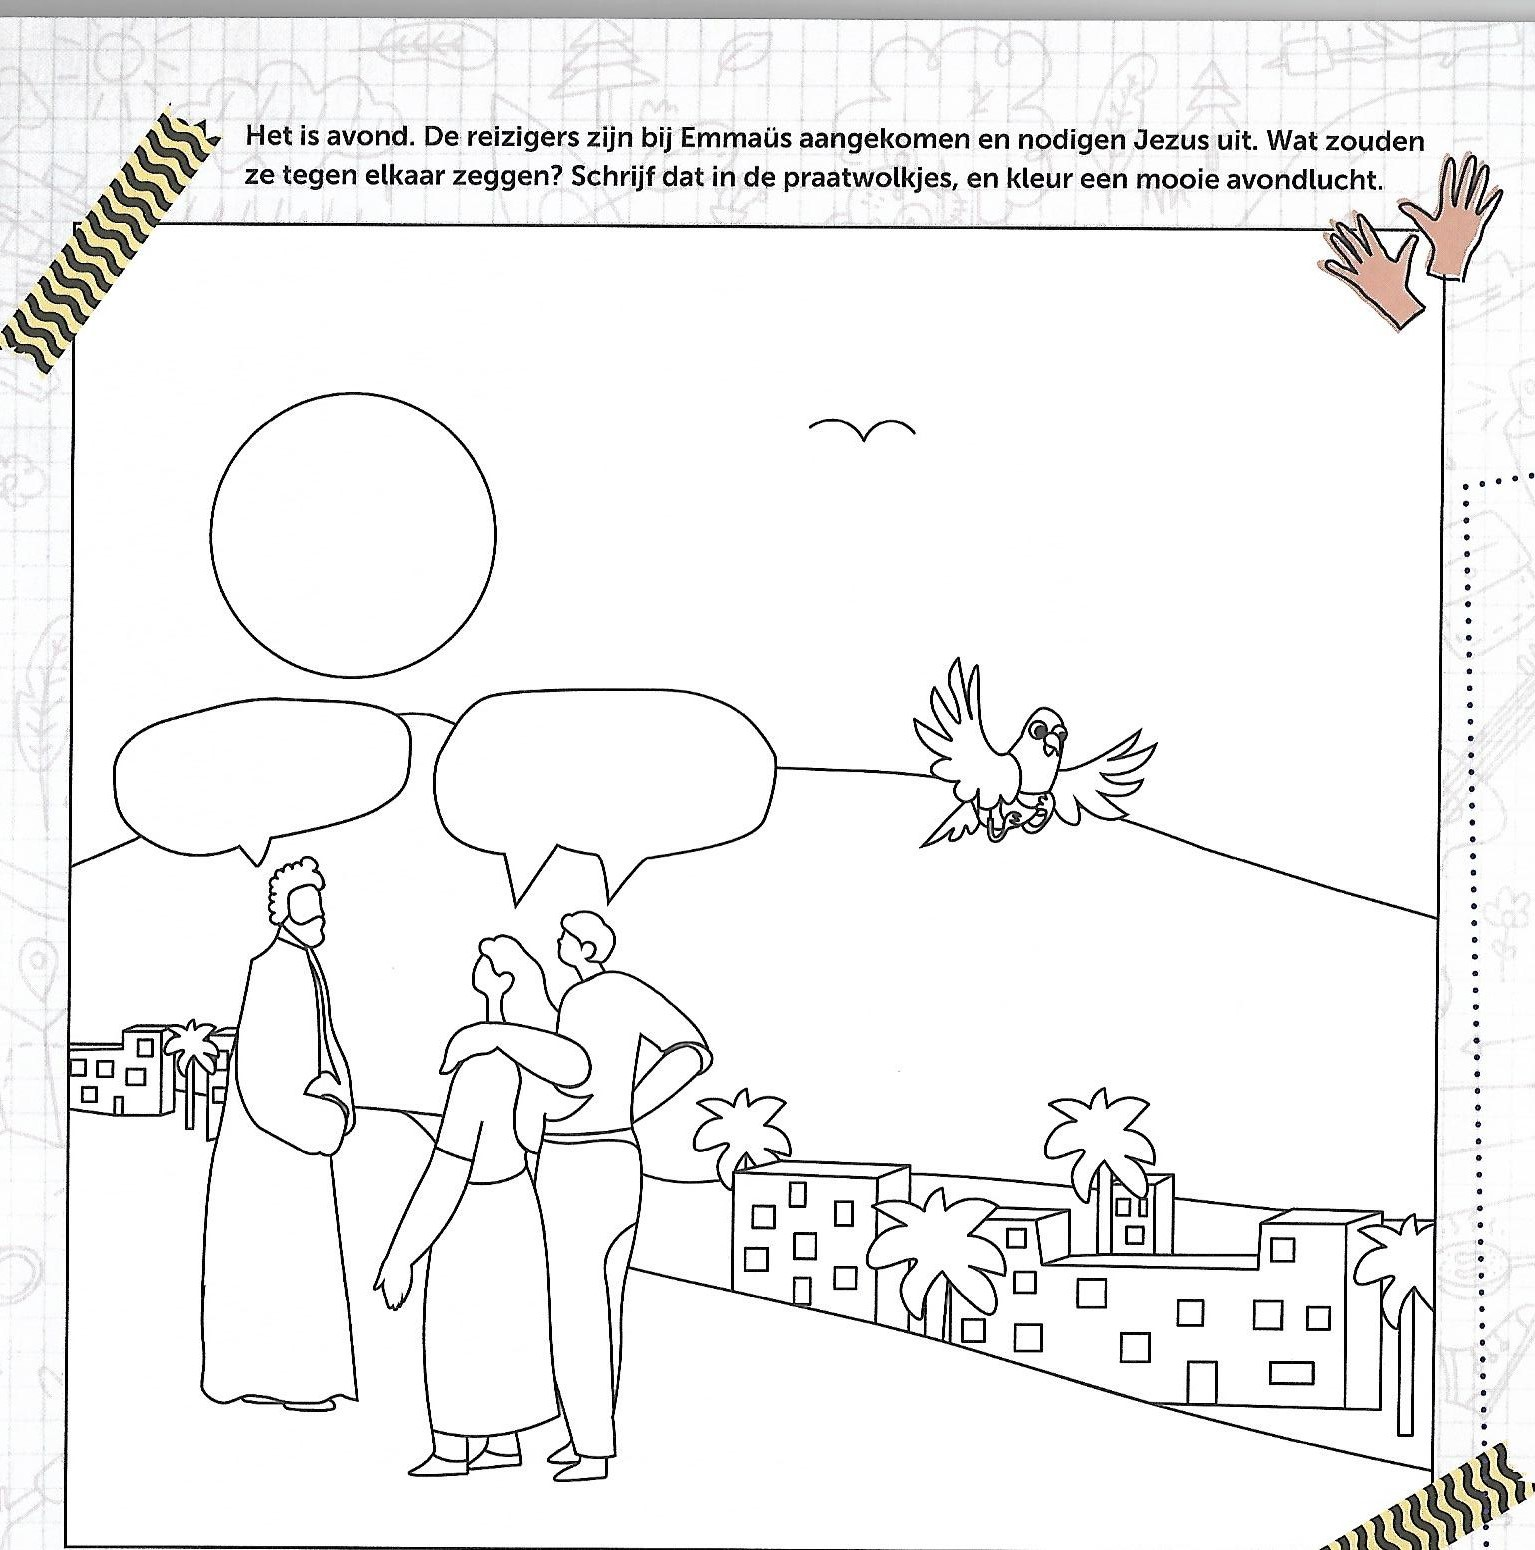 Het is avond. De reizigers zijn bij Emmaüs aangekomen en nodigen Jezus uit. Wat zouden
ze tegen elkaar zeggen? Schrijf dat in de praatwolkjes, en kleur een mooie avondlucht.